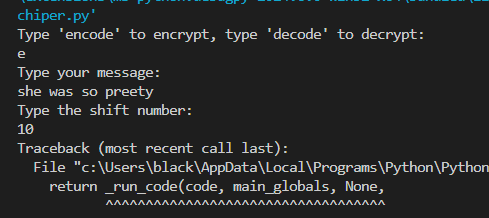 chiper.py'
Type 'encode' to encrypt, type 'decode' to decrypt:
e
Type your message:
she was so preety
Type the shift number:
10
Traceback (most recent call last):
File "c:\Users\black\AppData\Local\Programs\Python\Python
return _run_code(code, main_globals, None,
^^^^^^^^^^^^^^^^^^^^^^^^^^^^^^^^^^^